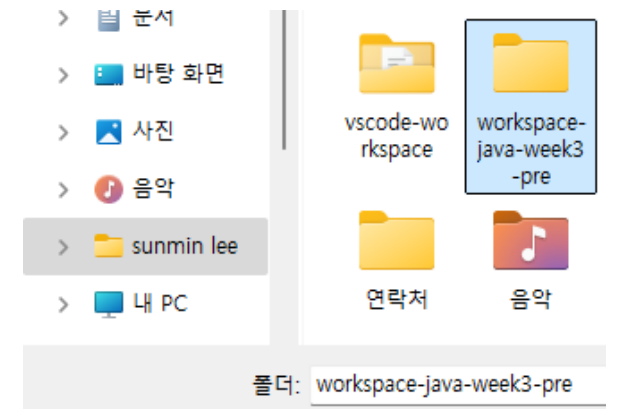 문서
바탕 화면
사진
음악
sunmin lee
내 PC
vscode-wo
rkspace
workspace-
java-week3
-pre
연락처
음악
폴더: workspace-java-week3-pre